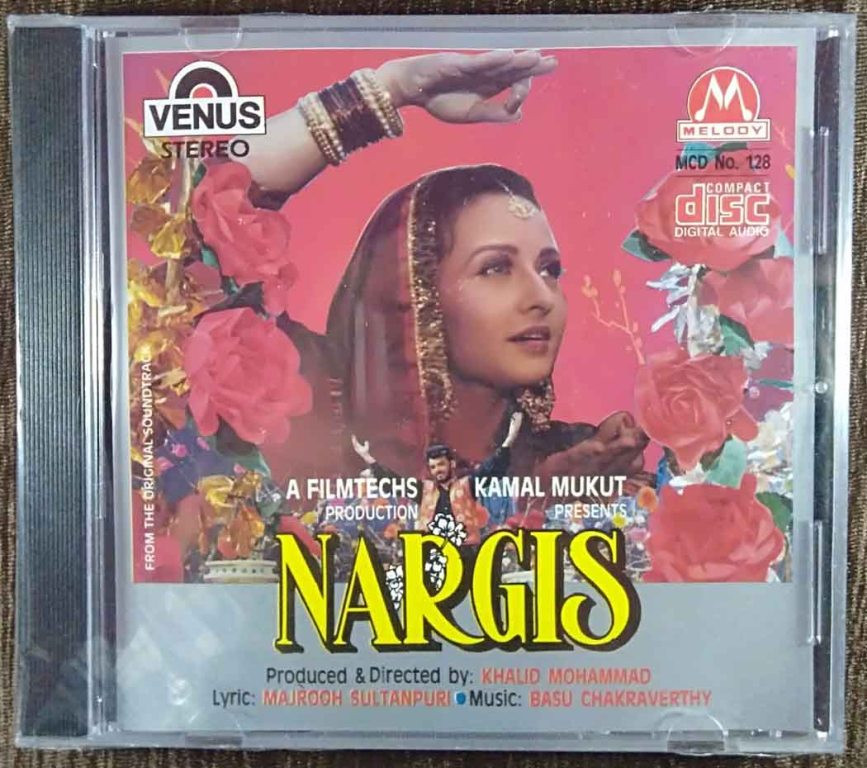 VENUS
STEREO
MELODY
MCD No. 128
COMPACT
disc
DIGITAL AUDIO
FROM THE ORIGINAL SOUNDTRACK
A FILMTECHS
PRODUCTION
KAMAL MUKUT
PRESENTS
NARGIS
Produced & Directed by: KHALID MOHAMMAD
Lyric: MAJROOH SULTANPURI • Music: BASU CHAKRAVERTHY